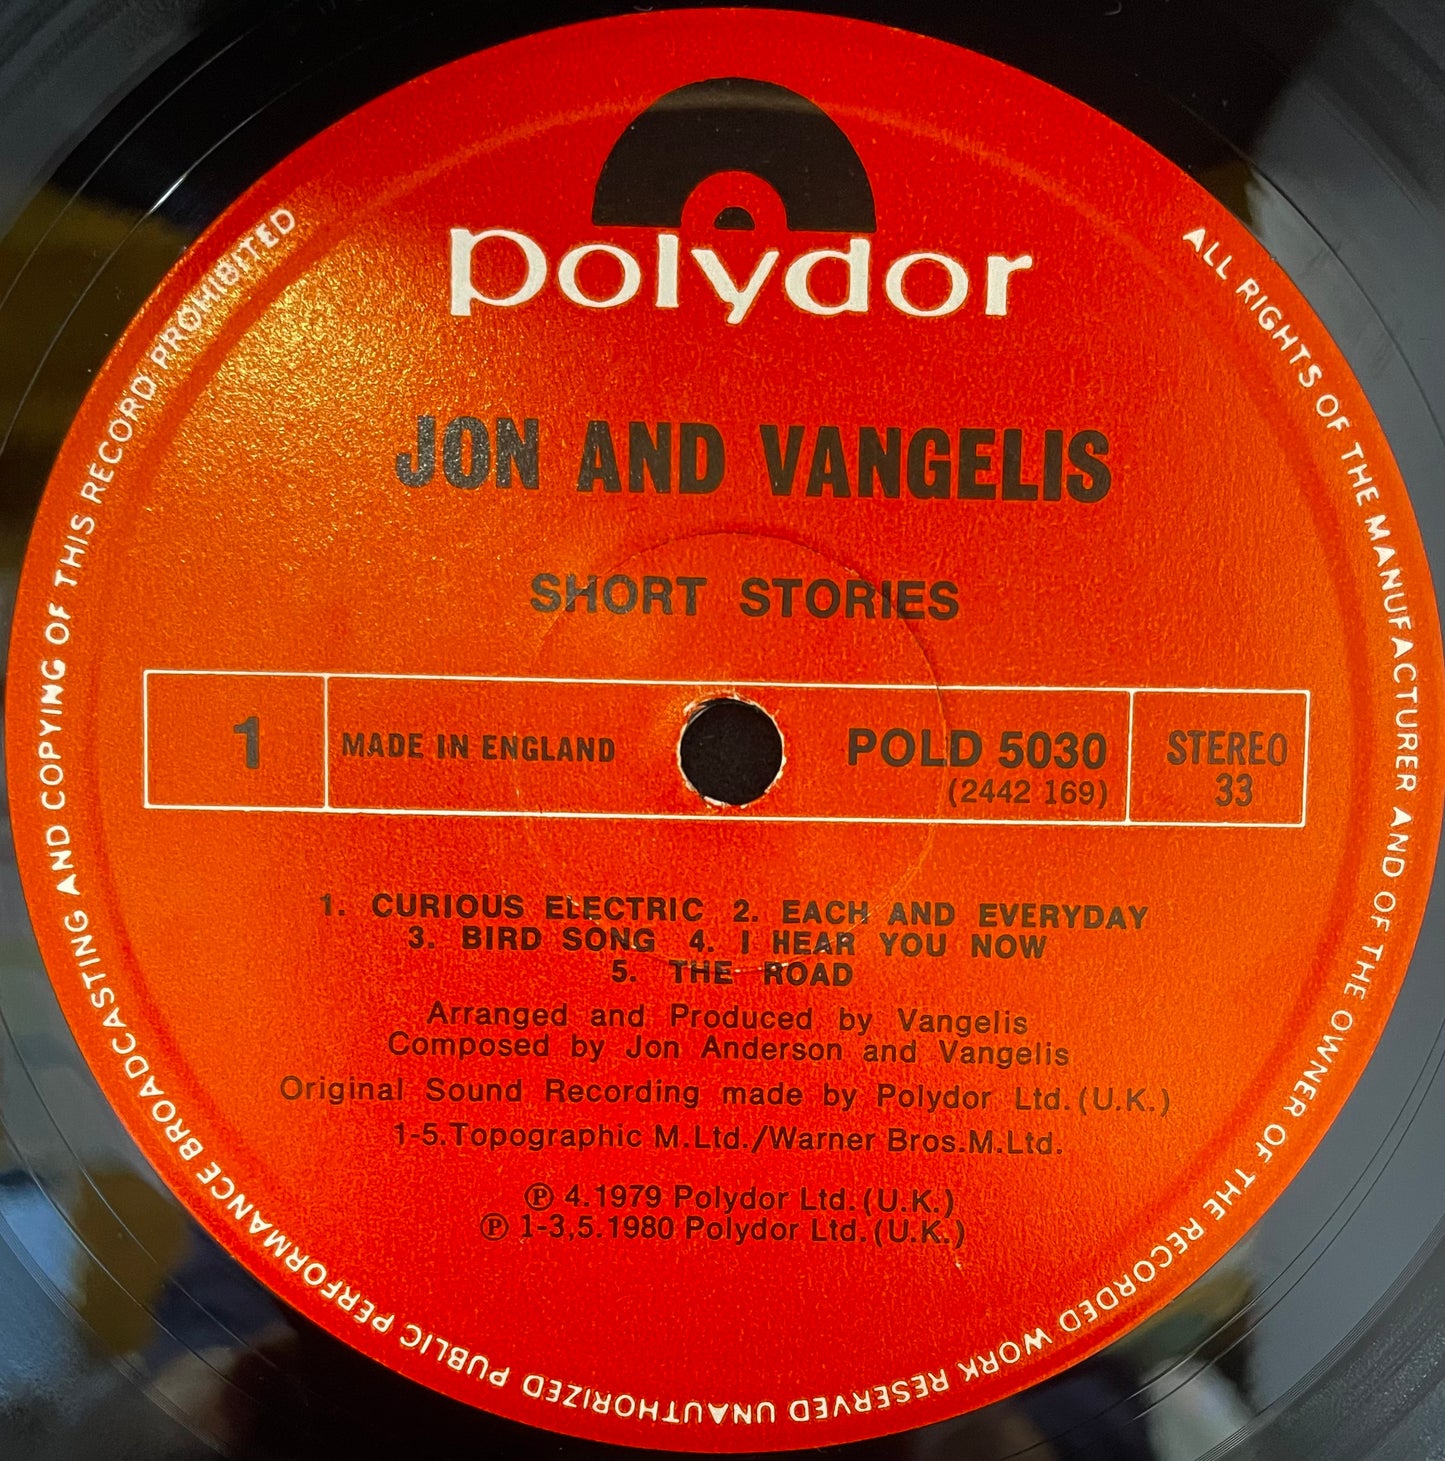 polydor
JON AND VANGELIS
SHORT STORIES
1
MADE IN ENGLAND
POLD 5030
(2442 169)
STEREO
33
1. CURIOUS ELECTRIC 2. EACH AND EVERYDAY
3. BIRD SONG 4. I HEAR YOU NOW
5. THE ROAD
Arranged and Produced by Vangelis
Composed by Jon Anderson and Vangelis
Original Sound Recording made by Polydor Ltd.(U.K.)
1-5.Topographic M.Ltd./Warner Bros.M.Ltd.
℗ 4.1979 Polydor Ltd.(U.K.)
℗ 1-3,5.1980 Polydor Ltd.(U.K.)
ALL RIGHTS OF THE MANUFACTURER AND OF THE OWNER OF THE RECORDED WORK RESERVED UNAUTHORIZED PUBLIC PERFORMANCE BROADCASTING AND COPYING OF THIS RECORD PROHIBITED